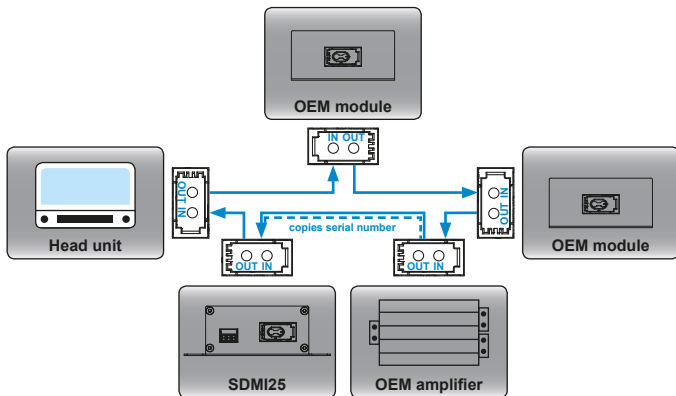 OEM module
IN OUT
OUT IN
Head unit
OUT IN
OEM module
copies serial number
OUT IN
OUT IN
SDMI25
OEM amplifier